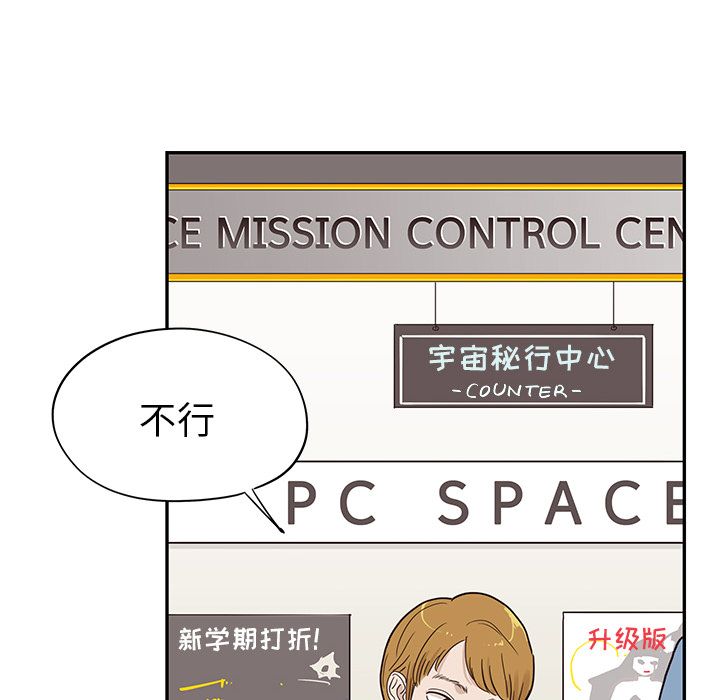 CE MISSION CONTROL CEN
宇宙秘行中心
-COUNTER-
不行
PC SPACE
新学期打折!
升级版